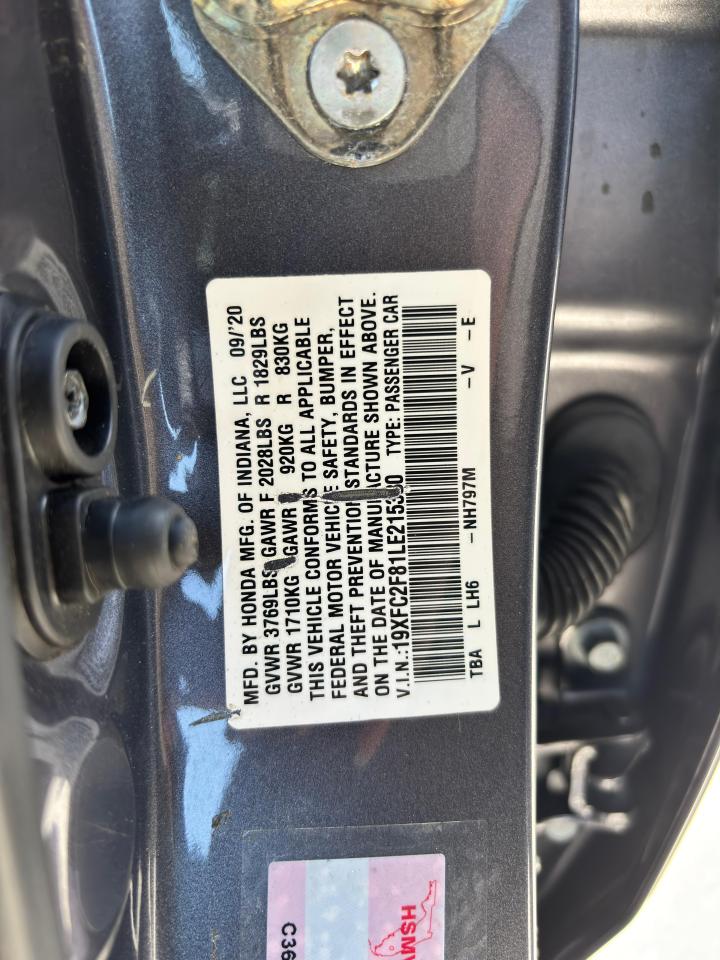 MFD. BY HONDA MFG. OF INDIANA, LLC 09/'20
GVWR 3769LBS GAWR F 2028LBS R 1829LBS
GVWR 1710KG GAWR F 920KG R 830KG
THIS VEHICLE CONFORMS TO ALL APPLICABLE
FEDERAL MOTOR VEHICLE SAFETY, BUMPER,
AND THEFT PREVENTION STANDARDS IN EFFECT
ON THE DATE OF MANUFACTURE SHOWN ABOVE.
V.I.N.: TYPE: PASSENGER CAR
TBA L LH6 -NH797M -V -E